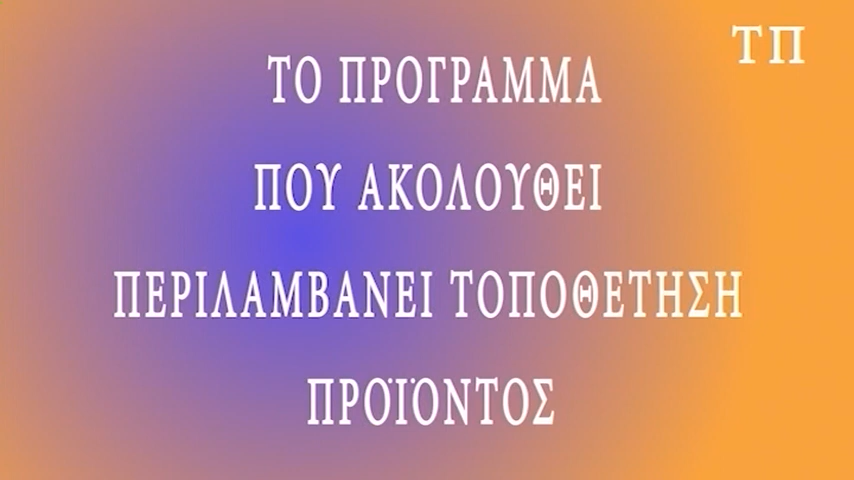 ΤΠ
ΤΟ ΠΡΟΓΡΑΜΜΑ
ΠΟΥ ΑΚΟΛΟΥΘΕΙ
ΠΕΡΙΛΑΜΒΑΝΕΙ ΤΟΠΟΘΕΤΗΣΗ
ΠΡΟΪΟΝΤΟΣ